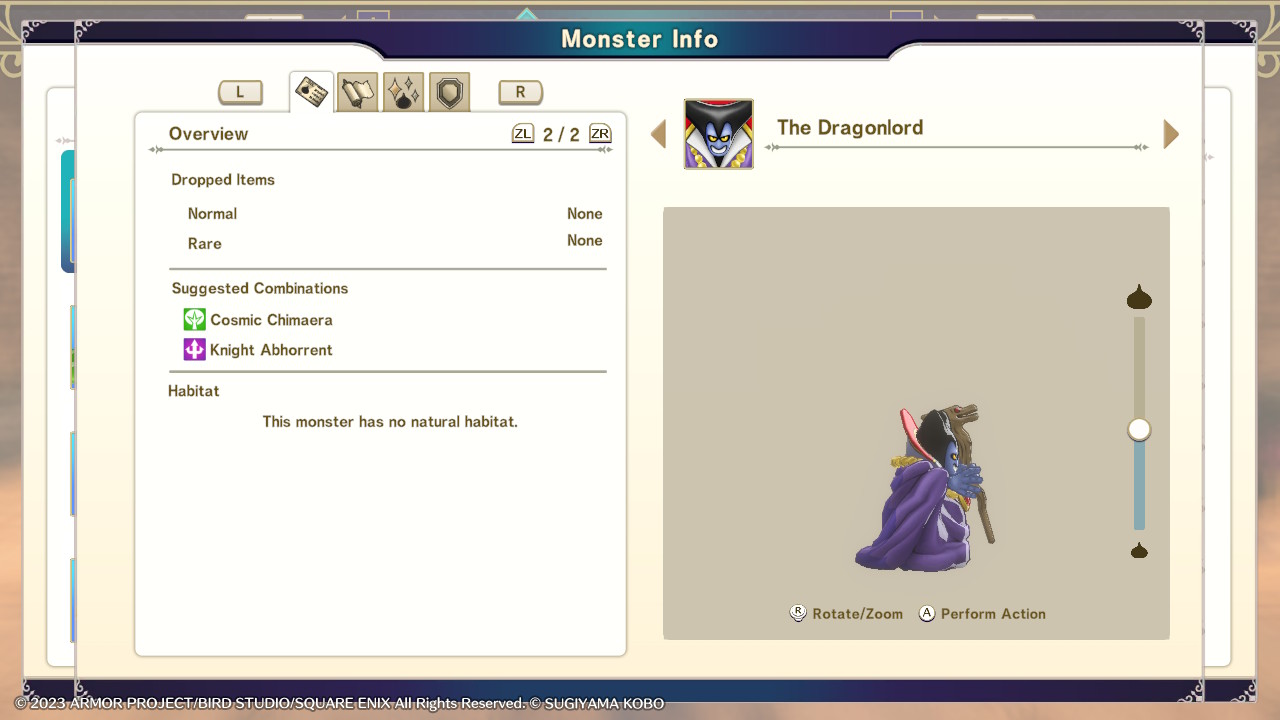 Monster Info
L
R
Overview
ZL 2 / 2 ZR
Dropped Items
Normal None
Rare None
Suggested Combinations
Cosmic Chimaera
Knight Abhorrent
Habitat
This monster has no natural habitat.
The Dragonlord
R Rotate/Zoom A Perform Action
© 2023 ARMOR PROJECT/BIRD STUDIO/SQUARE ENIX All Rights Reserved. © SUGIYAMA KOBO